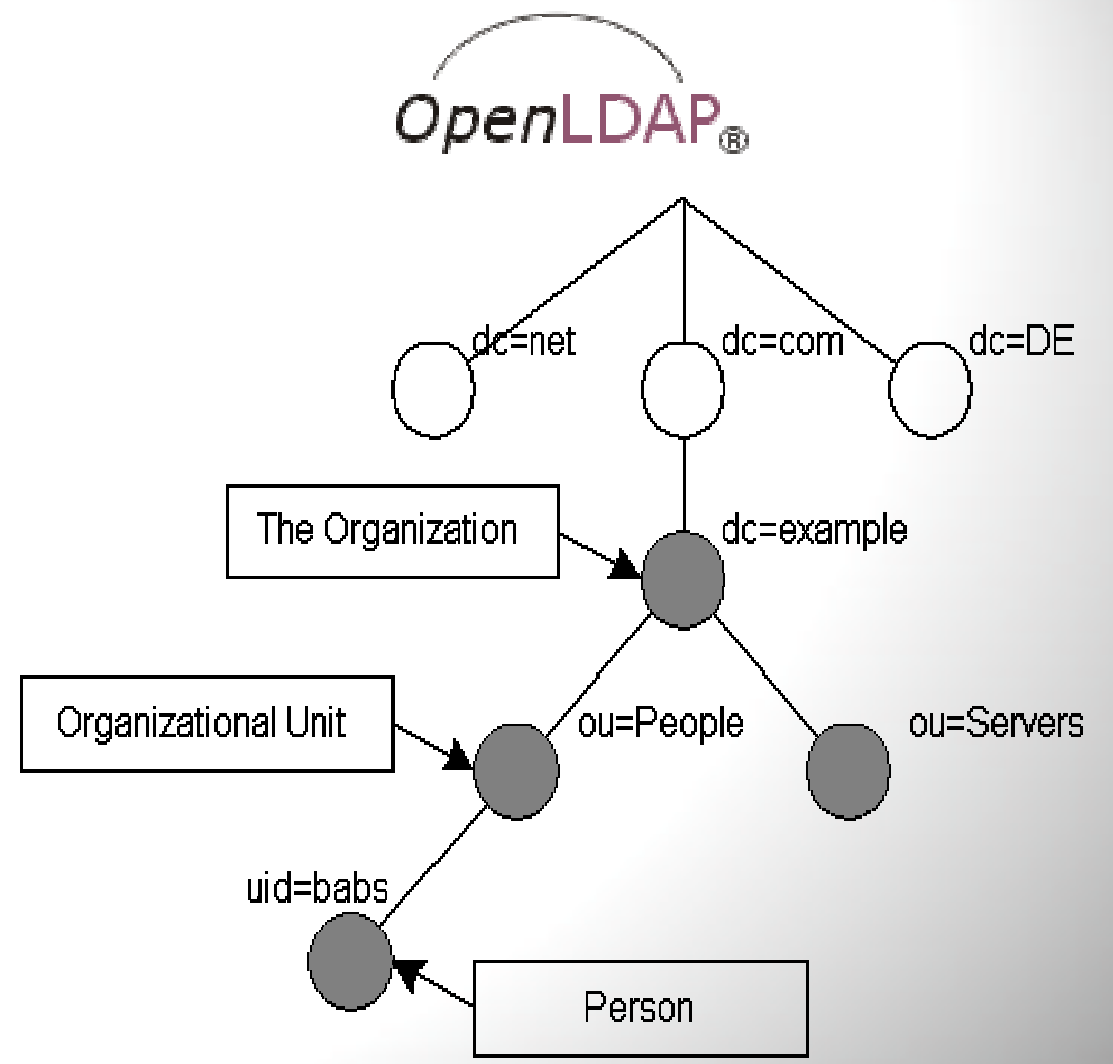 OpenLDAP®
dc=net
dc=com
dc=DE
The Organization
dc=example
Organizational Unit
ou=People
ou=Servers
uid=babs
Person